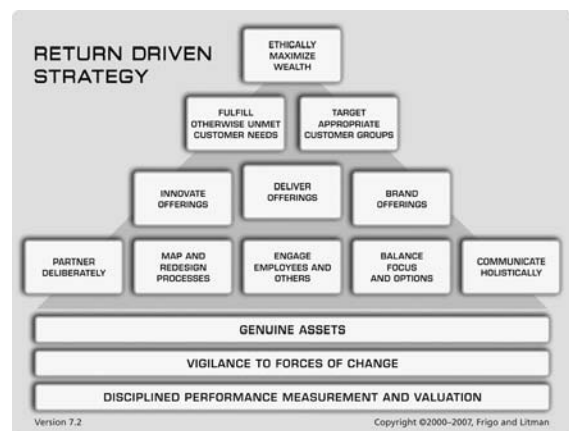 RETURN DRIVEN
STRATEGY
ETHICALLY
MAXIMIZE
WEALTH
FULFILL
OTHERWISE UNMET
CUSTOMER NEEDS
TARGET
APPROPRIATE
CUSTOMER GROUPS
INNOVATE
OFFERINGS
DELIVER
OFFERINGS
BRAND
OFFERINGS
PARTNER
DELIBERATELY
MAP AND
REDESIGN
PROCESSES
ENGAGE
EMPLOYEES AND
OTHERS
BALANCE
FOCUS
AND OPTIONS
COMMUNICATE
HOLISTICALLY
GENUINE ASSETS
VIGILANCE TO FORCES OF CHANGE
DISCIPLINED PERFORMANCE MEASUREMENT AND VALUATION
Version 7.2
Copyright ©2000–2007, Frigo and Litman